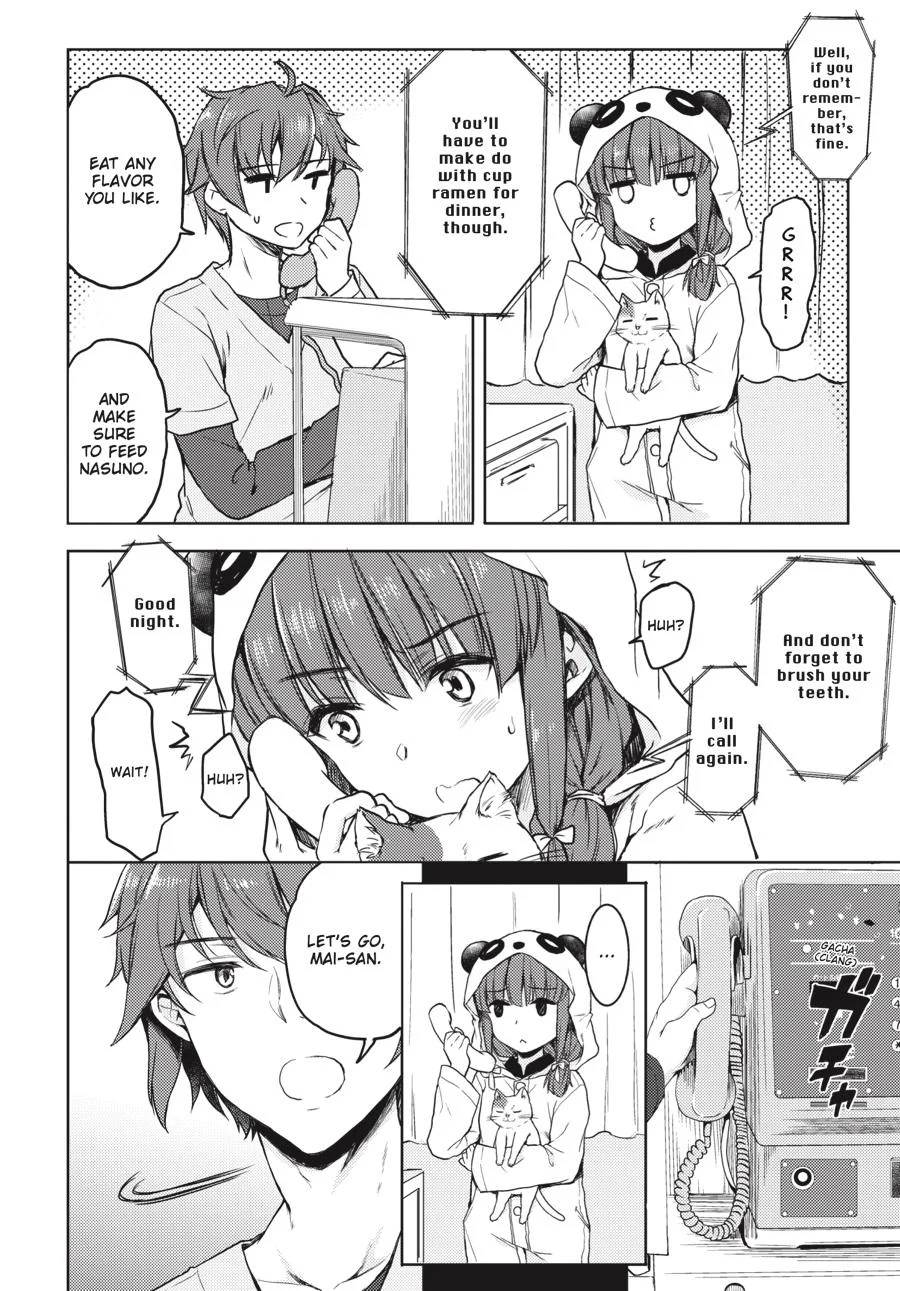 Well,
if you
don't
remem-
ber,
that's
fine.
GRRR!
You'll
have to
make do
with cup
ramen for
dinner,
though.
EAT ANY
FLAVOR
YOU LIKE.
AND
MAKE
SURE
TO FEED
NASUNO.
And don't
forget to
brush your
teeth.
I'll
call
again.
HUH?
Good
night.
HUH?
WAIT!
GACHA
(CLANG)
ガチャ
...
LET'S GO,
MAI-SAN.